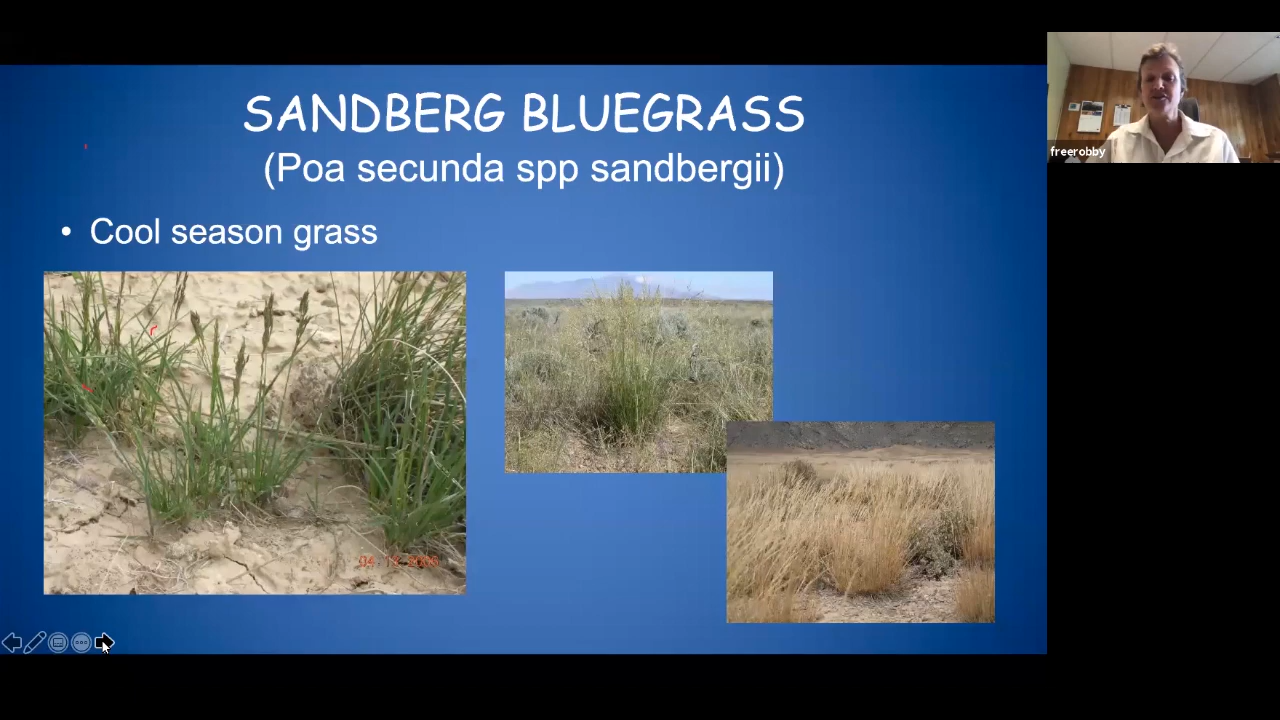 SANDBERG BLUEGRASS
(Poa secunda spp sandbergii)
• Cool season grass
freerobby